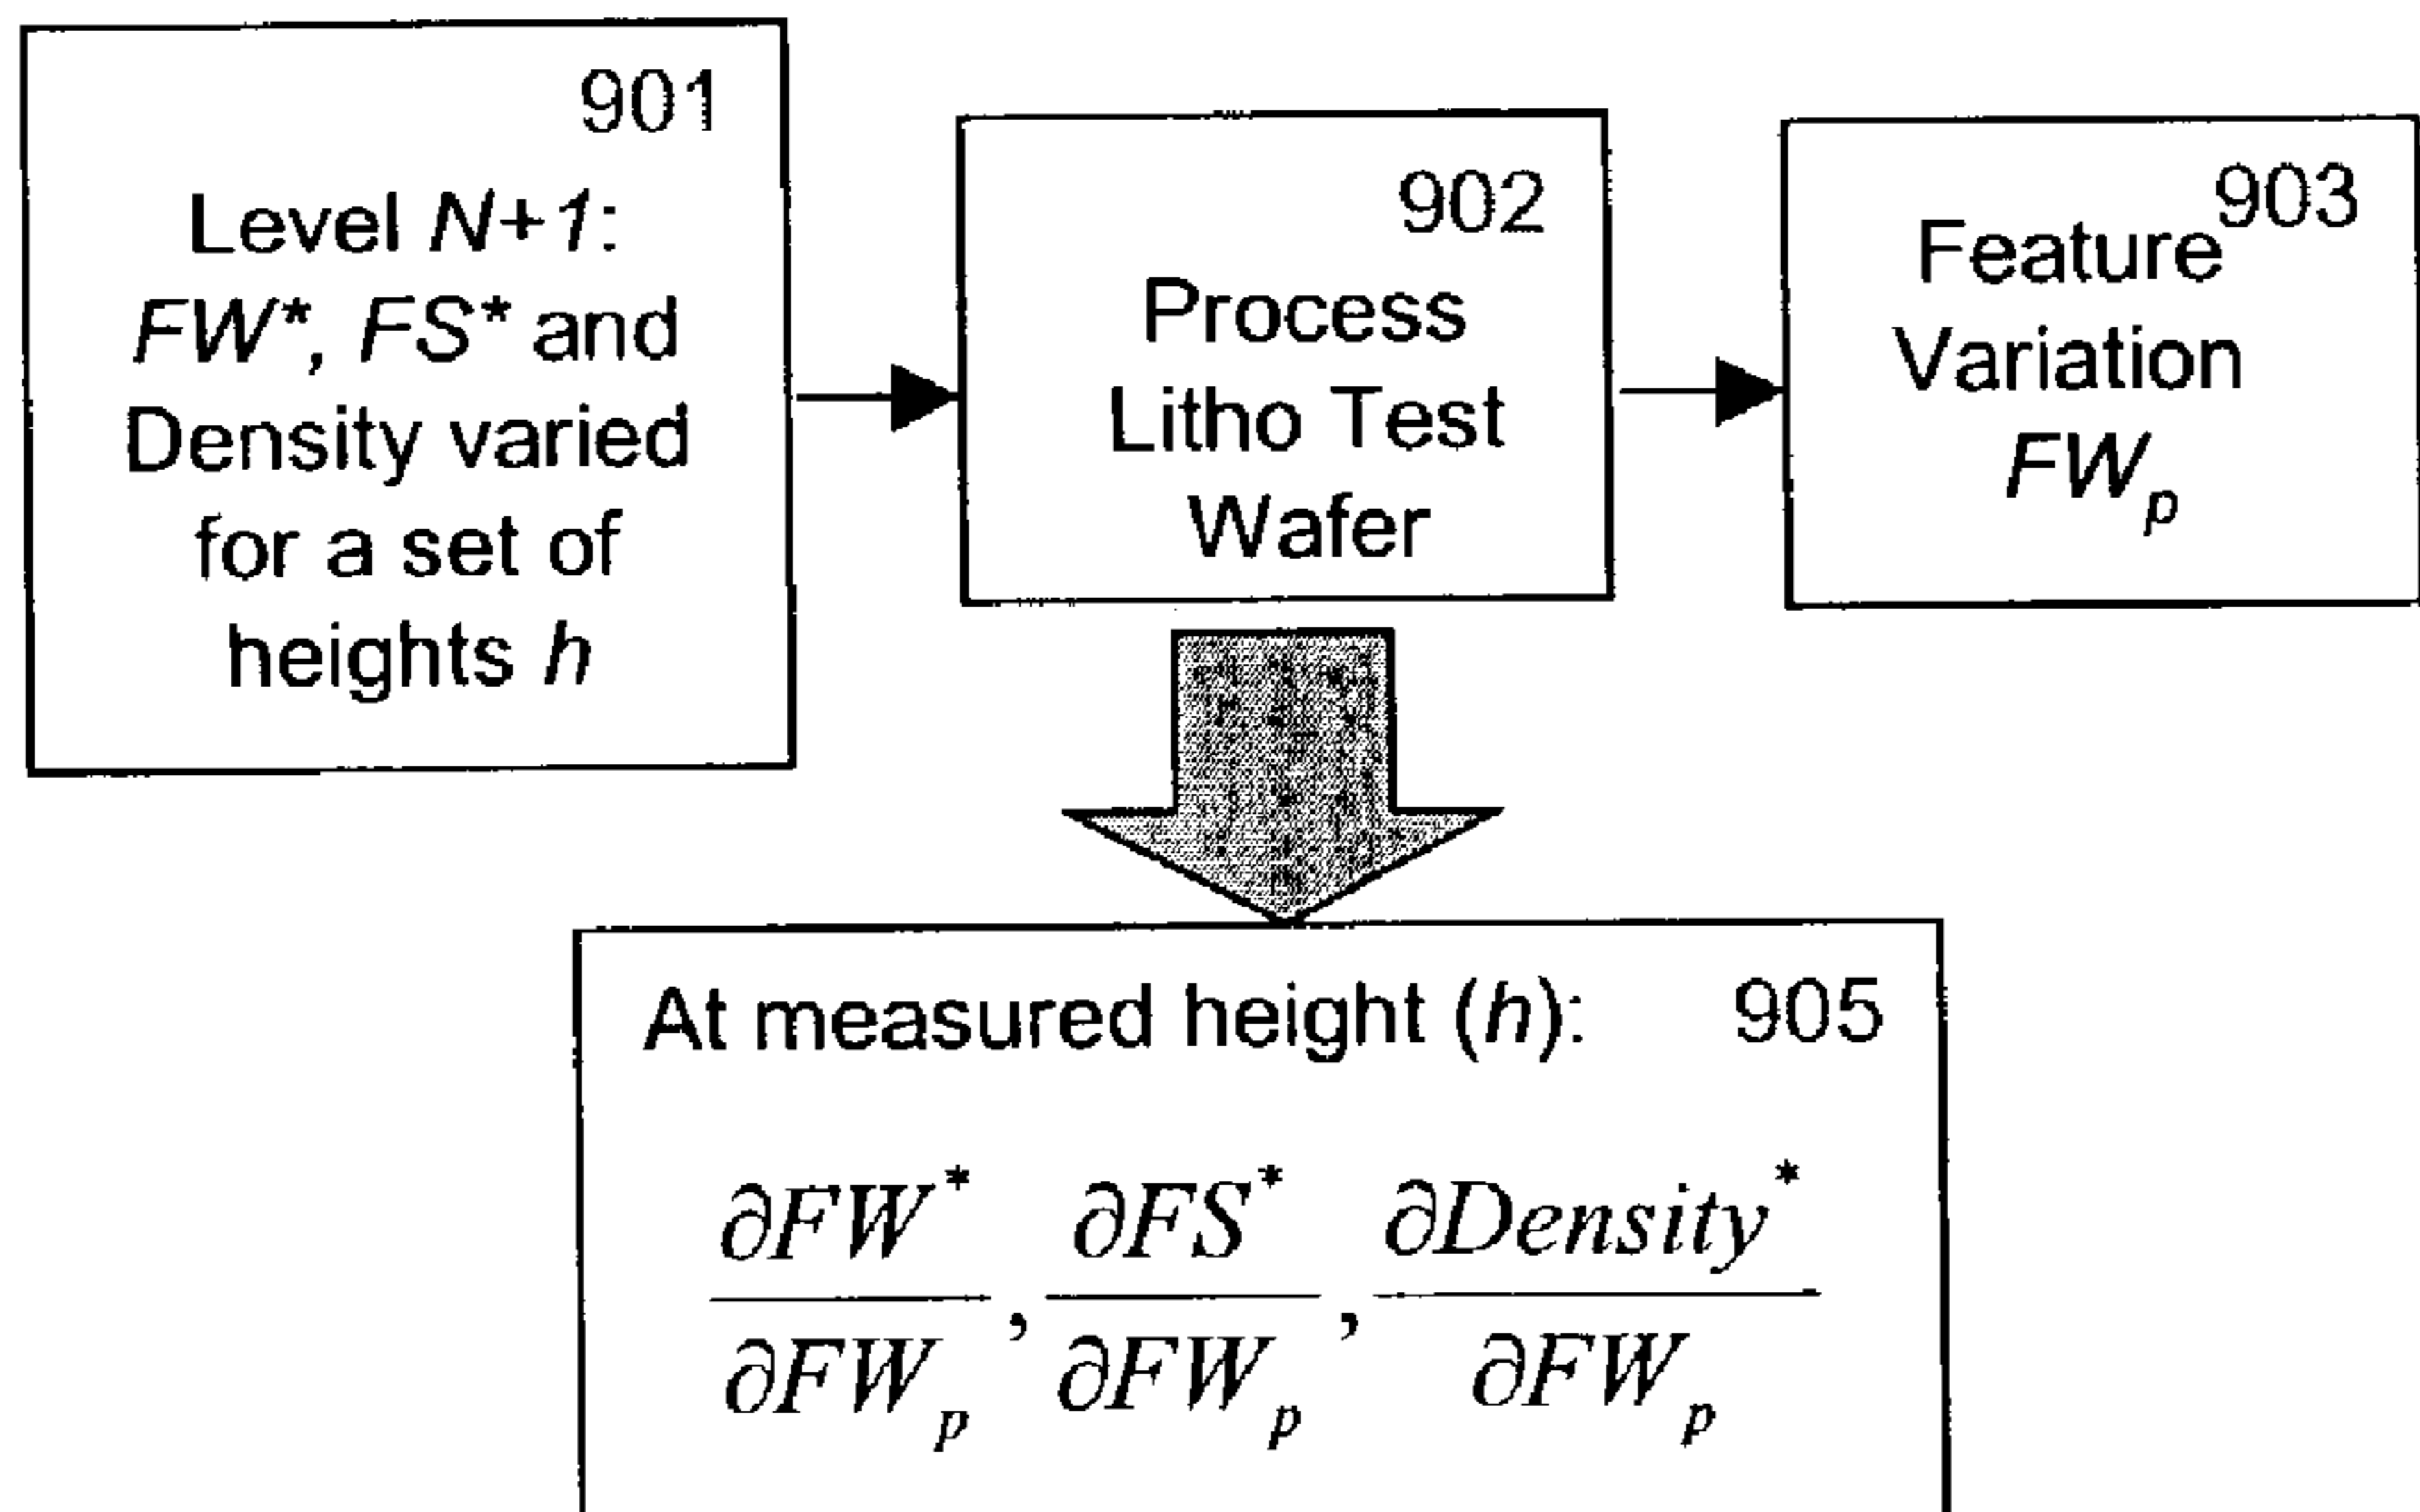 901
Level N+1:
FW*, FS* and
Density varied
for a set of
heights h
902
Process
Litho Test
Wafer
903
Feature
Variation
FWp
At measured height (h): 905
∂FW* / ∂FWp, ∂FS* / ∂FWp, ∂Density* / ∂FWp